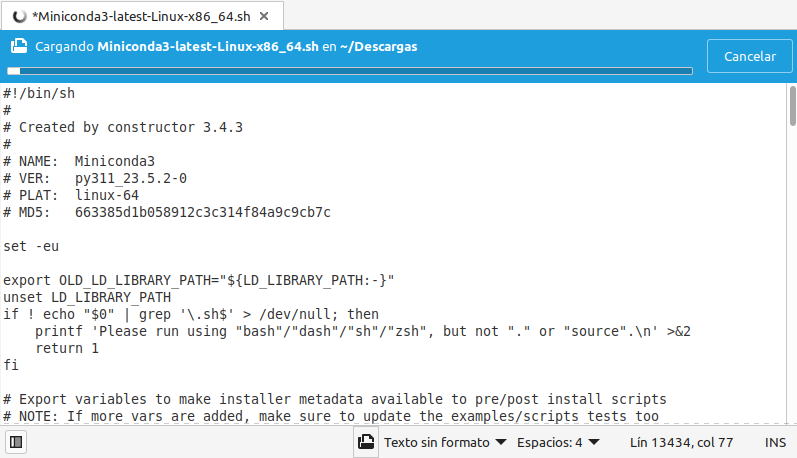 *Miniconda3-latest-Linux-x86_64.sh
Cargando Miniconda3-latest-Linux-x86_64.sh en ~/Descargas
Cancelar
#!/bin/sh
#
# Created by constructor 3.4.3
#
# NAME:  Miniconda3
# VER:   py311_23.5.2-0
# PLAT:  linux-64
# MD5:   663385d1b058912c3c314f84a9c9cb7c
set -eu
export OLD_LD_LIBRARY_PATH="${LD_LIBRARY_PATH:-}"
unset LD_LIBRARY_PATH
if ! echo "$0" | grep '\.sh$' > /dev/null; then
    printf 'Please run using "bash"/"dash"/"sh"/"zsh", but not "." or "source".\n' >&2
    return 1
fi
# Export variables to make installer metadata available to pre/post install scripts
# NOTE: If more vars are added, make sure to update the examples/scripts tests too
Texto sin formato
Espacios: 4
Lín 13434, col 77
INS